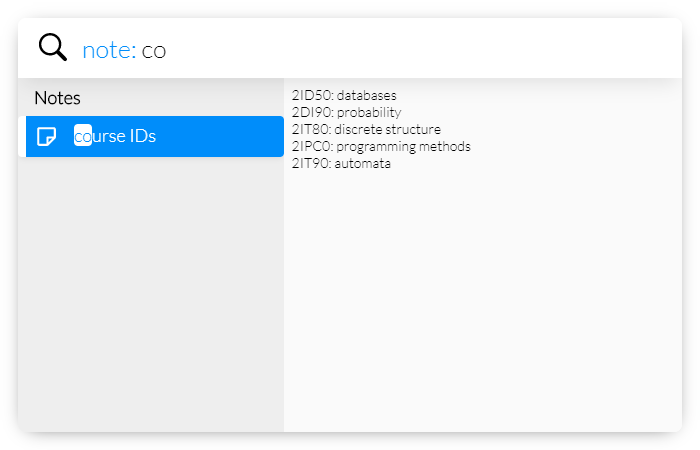 note: co
Notes
course IDs
2ID50: databases
2DI90: probability
2IT80: discrete structure
2IPC0: programming methods
2IT90: automata